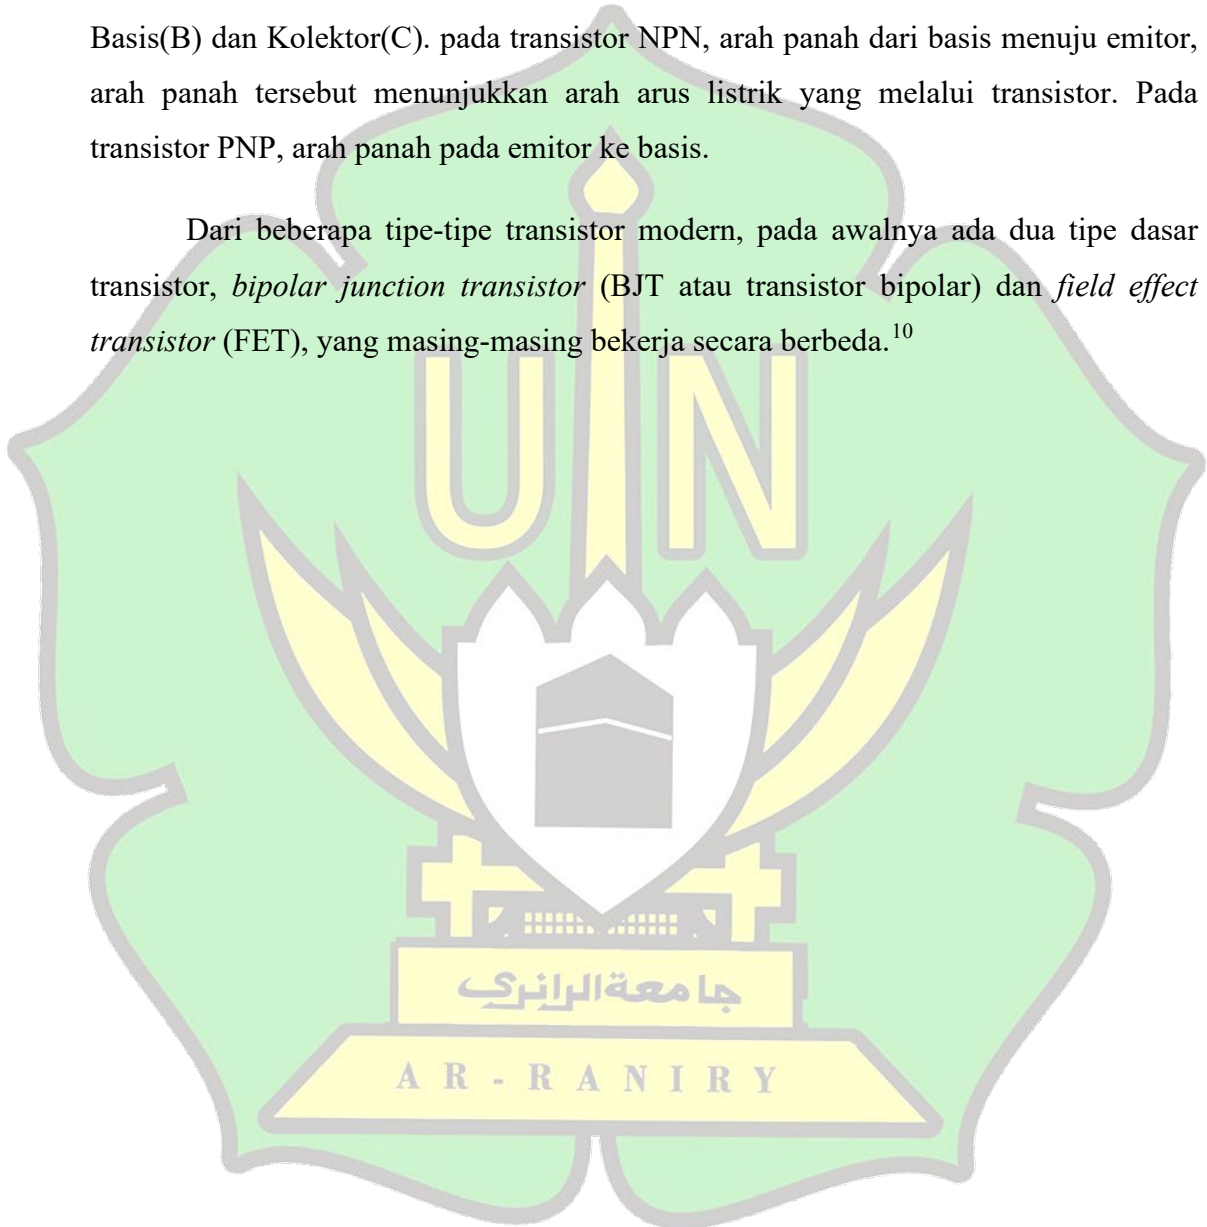 Basis(B) dan Kolektor(C). pada transistor NPN, arah panah dari basis menuju emitor,
arah panah tersebut menunjukkan arah arus listrik yang melalui transistor. Pada
transistor PNP, arah panah pada emitor ke basis.
Dari beberapa tipe-tipe transistor modern, pada awalnya ada dua tipe dasar
transistor, bipolar junction transistor (BJT atau transistor bipolar) dan field effect
transistor (FET), yang masing-masing bekerja secara berbeda.10
UIN
جامعة الرانري
AR-RANIRY